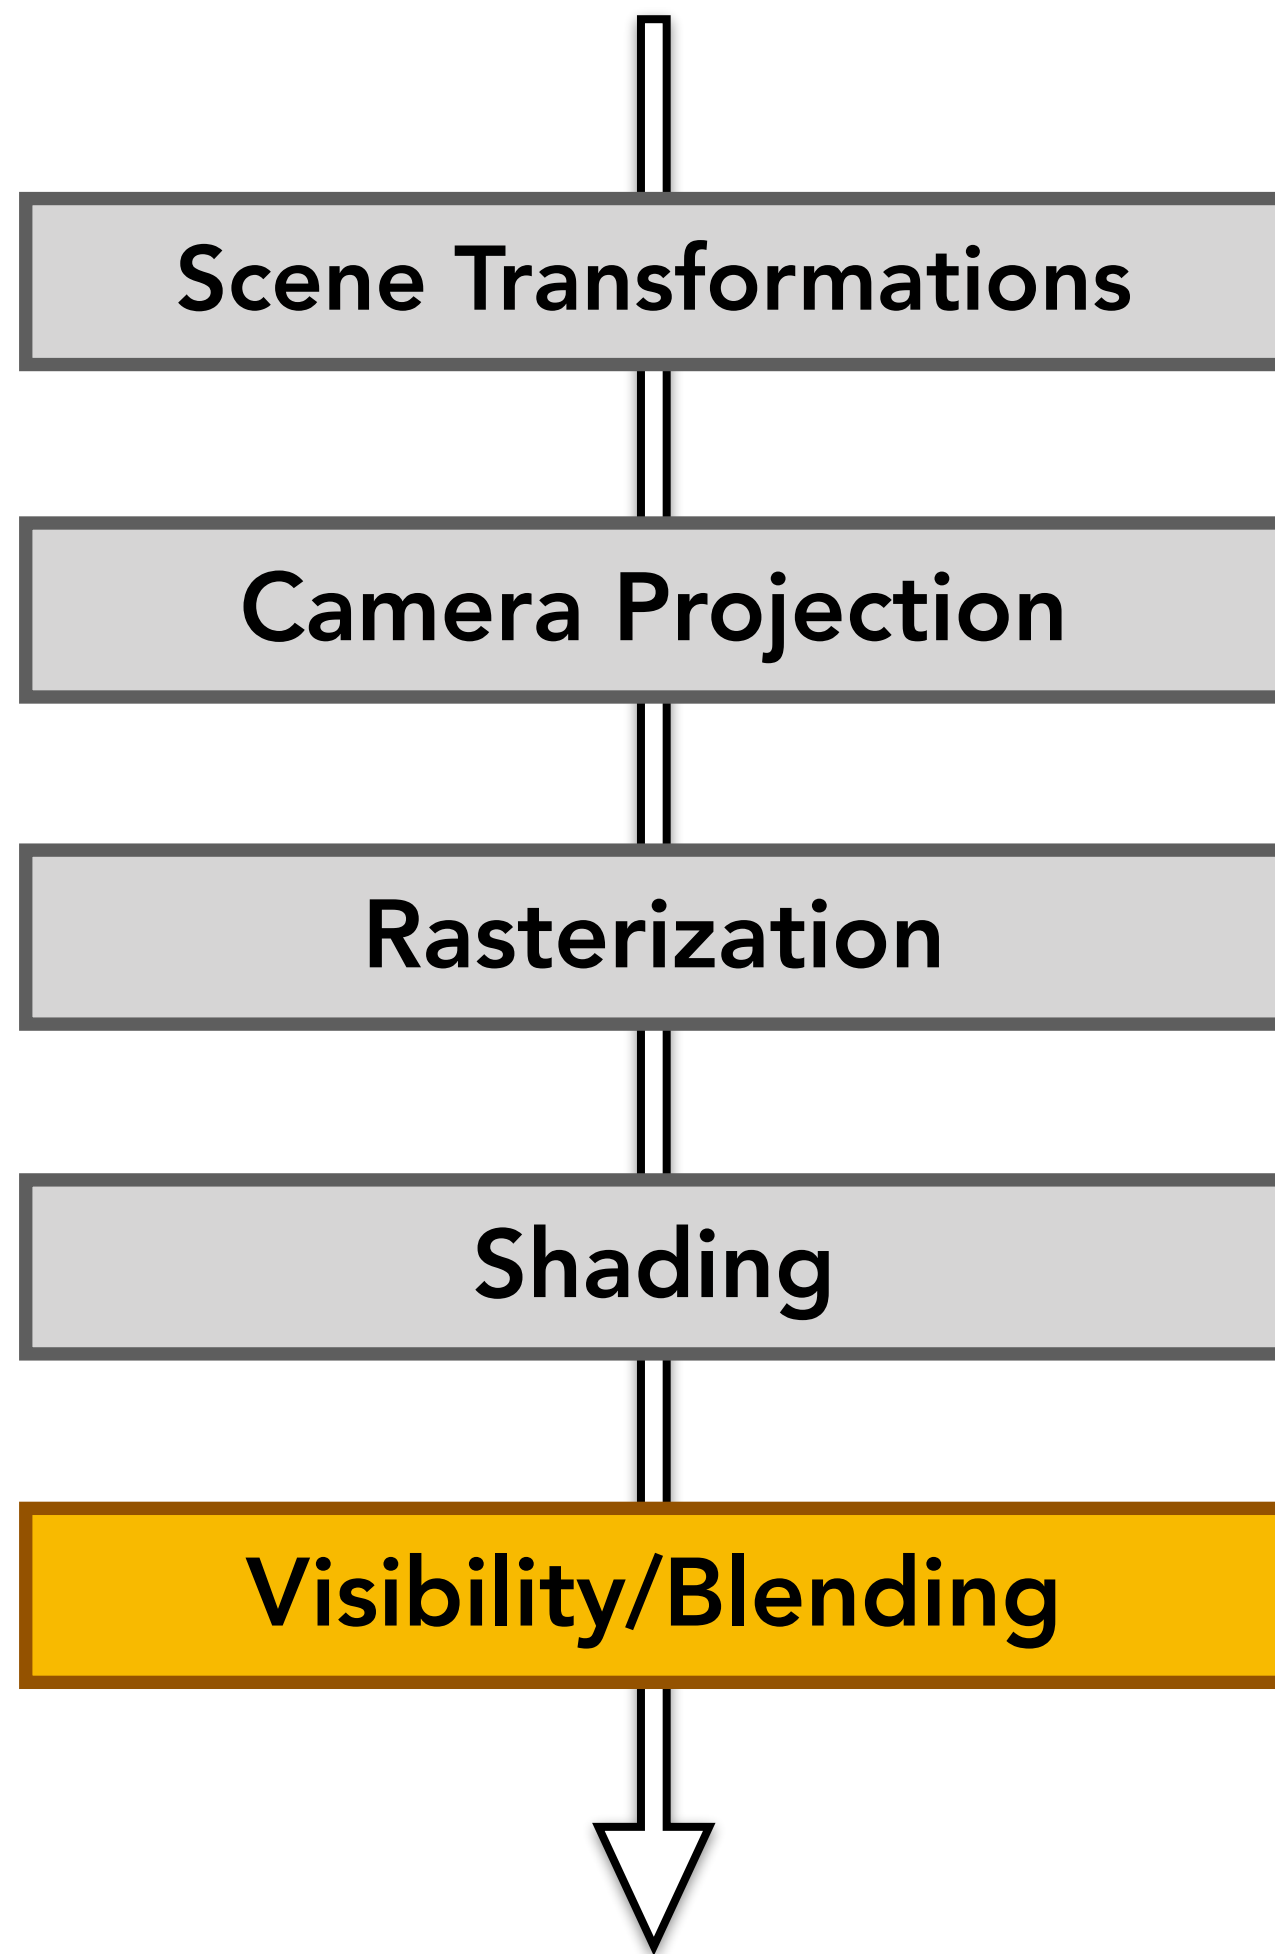 Scene Transformations
Camera Projection
Rasterization
Shading
Visibility/Blending